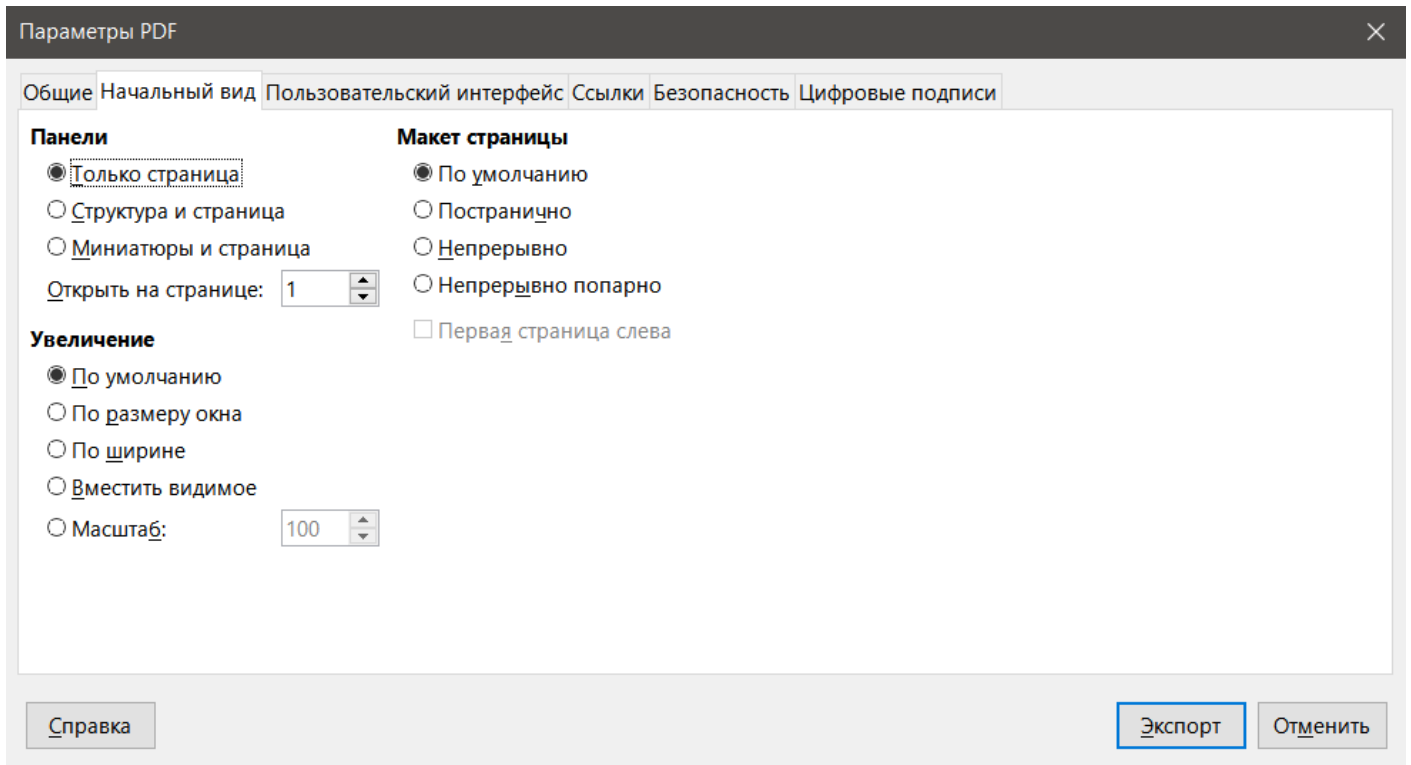 Параметры PDF
Общие Начальный вид Пользовательский интерфейс Ссылки Безопасность Цифровые подписи
Панели
Только страница
Структура и страница
Миниатюры и страница
Открыть на странице: 1
Увеличение
По умолчанию
По размеру окна
По ширине
Вместить видимое
Масштаб: 100
Макет страницы
По умолчанию
Постранично
Непрерывно
Непрерывно попарно
Первая страница слева
Справка
Экспорт
Отменить